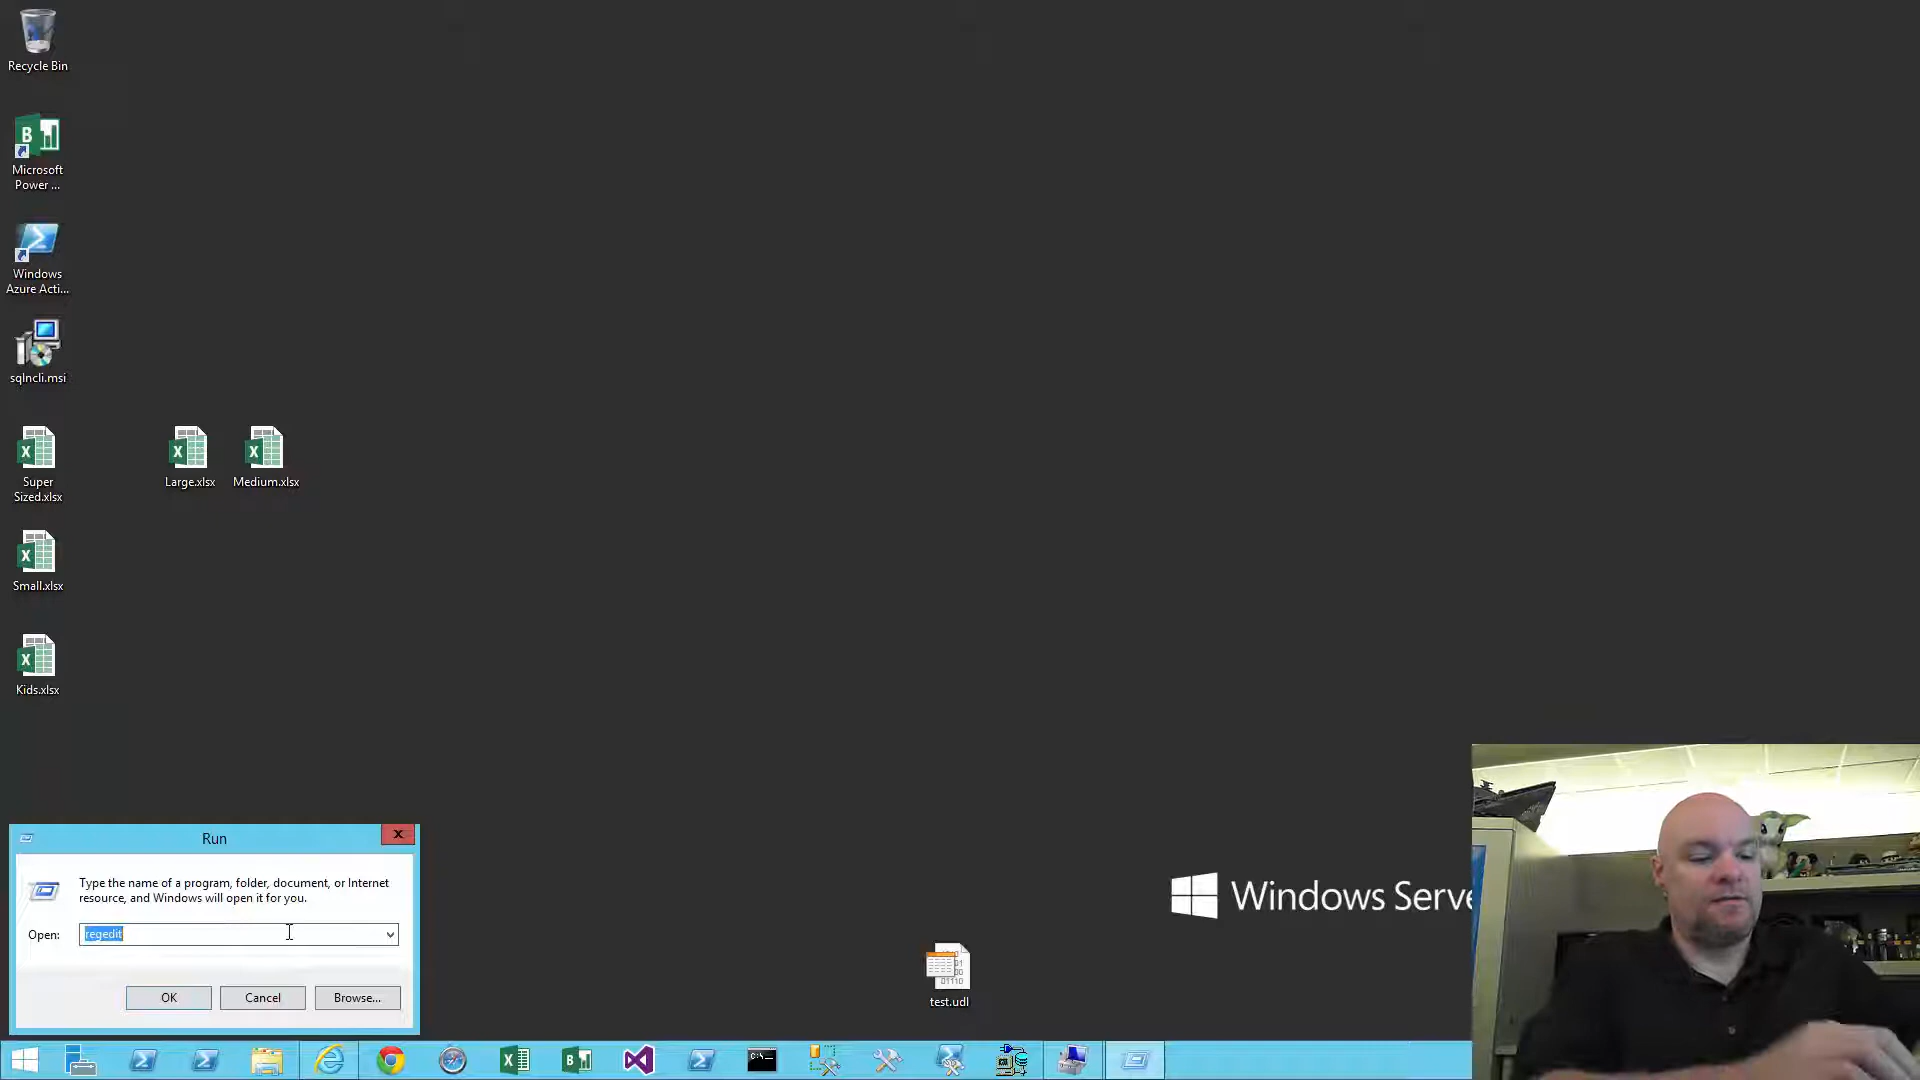 Recycle Bin
Microsoft
Power ...
Windows
Azure Acti...
sqlncli.msi
Super
Sized.xlsx
Large.xlsx
Medium.xlsx
Small.xlsx
Kids.xlsx
Run
Type the name of a program, folder, document, or Internet
resource, and Windows will open it for you.
Open:
regedit
OK
Cancel
Browse...
Windows Serve
test.udl